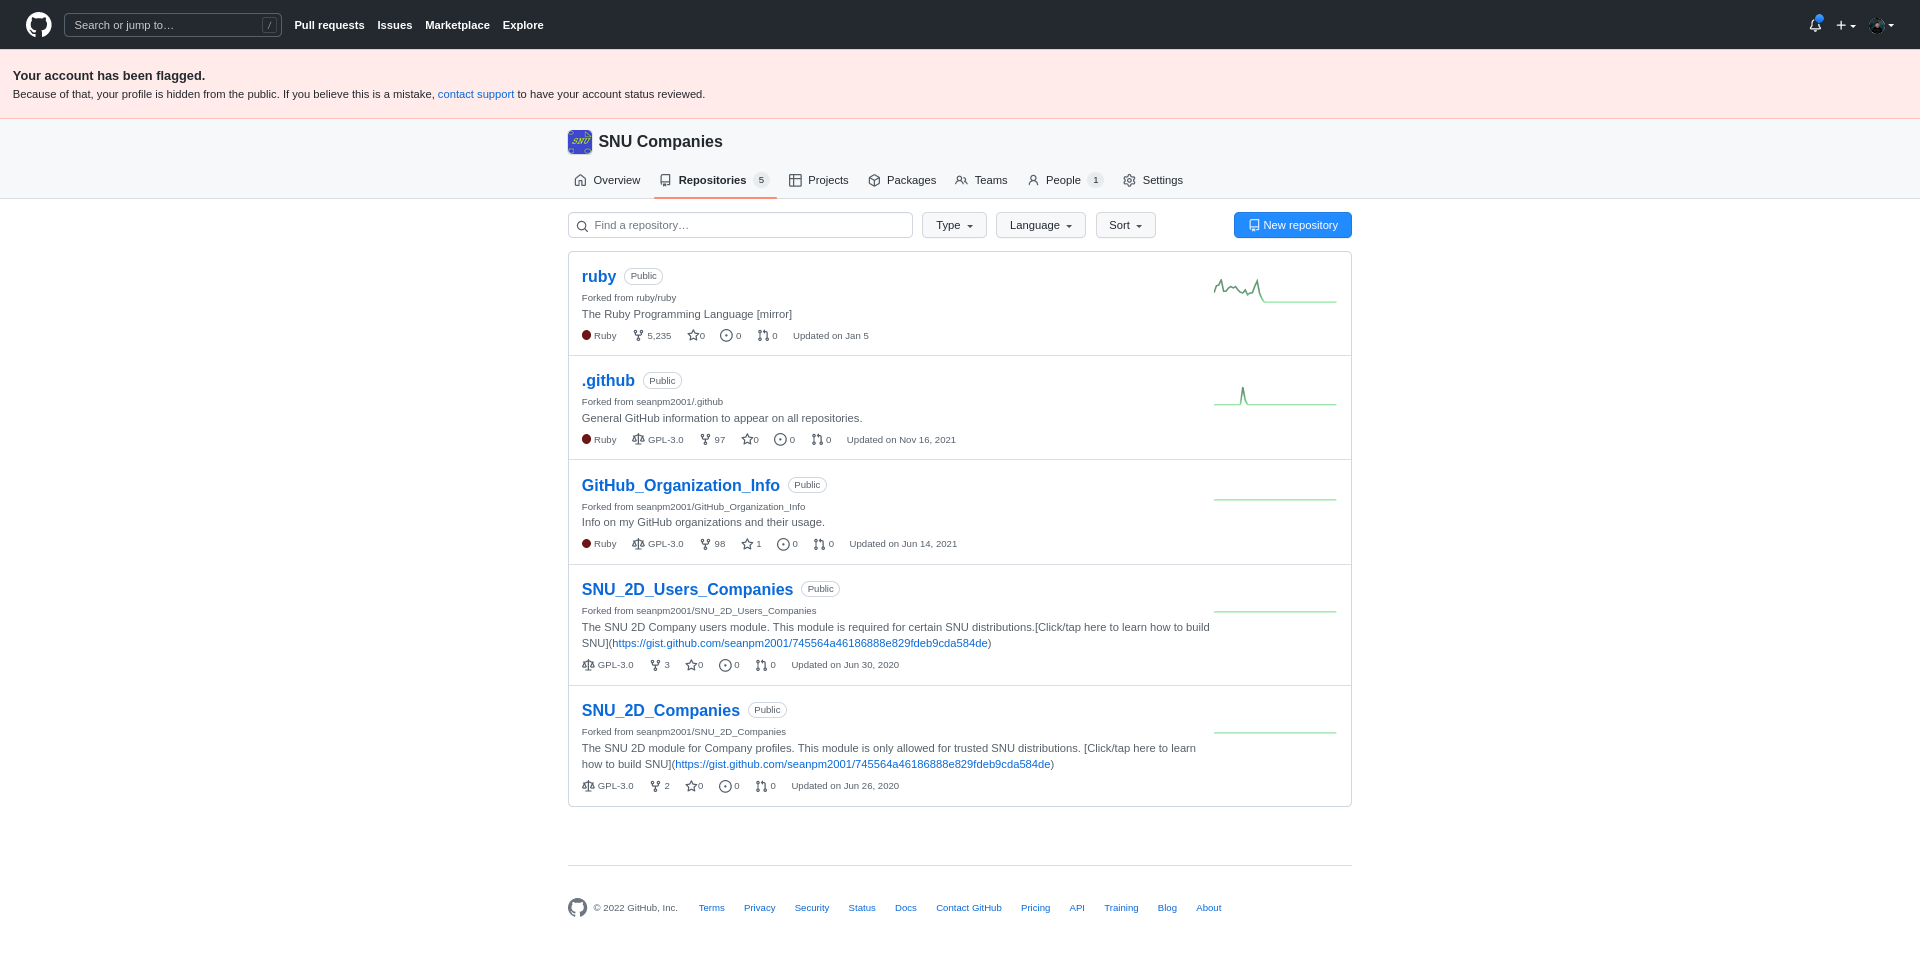 Search or jump to…
/
Pull requests Issues Marketplace Explore
Your account has been flagged.
Because of that, your profile is hidden from the public. If you believe this is a mistake, contact support to have your account status reviewed.
SNU
SNU Companies
Overview Repositories 5 Projects Packages Teams People 1 Settings
Find a repository… Type Language Sort New repository
ruby Public
Forked from ruby/ruby
The Ruby Programming Language [mirror]
Ruby 5,235 0 0 0 Updated on Jan 5
.github Public
Forked from seanpm2001/.github
General GitHub information to appear on all repositories.
Ruby GPL-3.0 97 0 0 0 Updated on Nov 16, 2021
GitHub_Organization_Info Public
Forked from seanpm2001/GitHub_Organization_Info
Info on my GitHub organizations and their usage.
Ruby GPL-3.0 98 1 0 0 Updated on Jun 14, 2021
SNU_2D_Users_Companies Public
Forked from seanpm2001/SNU_2D_Users_Companies
The SNU 2D Company users module. This module is required for certain SNU distributions.[Click/tap here to learn how to build
SNU](https://gist.github.com/seanpm2001/745564a46186888e829fdeb9cda584de)
GPL-3.0 3 0 0 0 Updated on Jun 30, 2020
SNU_2D_Companies Public
Forked from seanpm2001/SNU_2D_Companies
The SNU 2D module for Company profiles. This module is only allowed for trusted SNU distributions. [Click/tap here to learn
how to build SNU](https://gist.github.com/seanpm2001/745564a46186888e829fdeb9cda584de)
GPL-3.0 2 0 0 0 Updated on Jun 26, 2020
© 2022 GitHub, Inc. Terms Privacy Security Status Docs Contact GitHub Pricing API Training Blog About